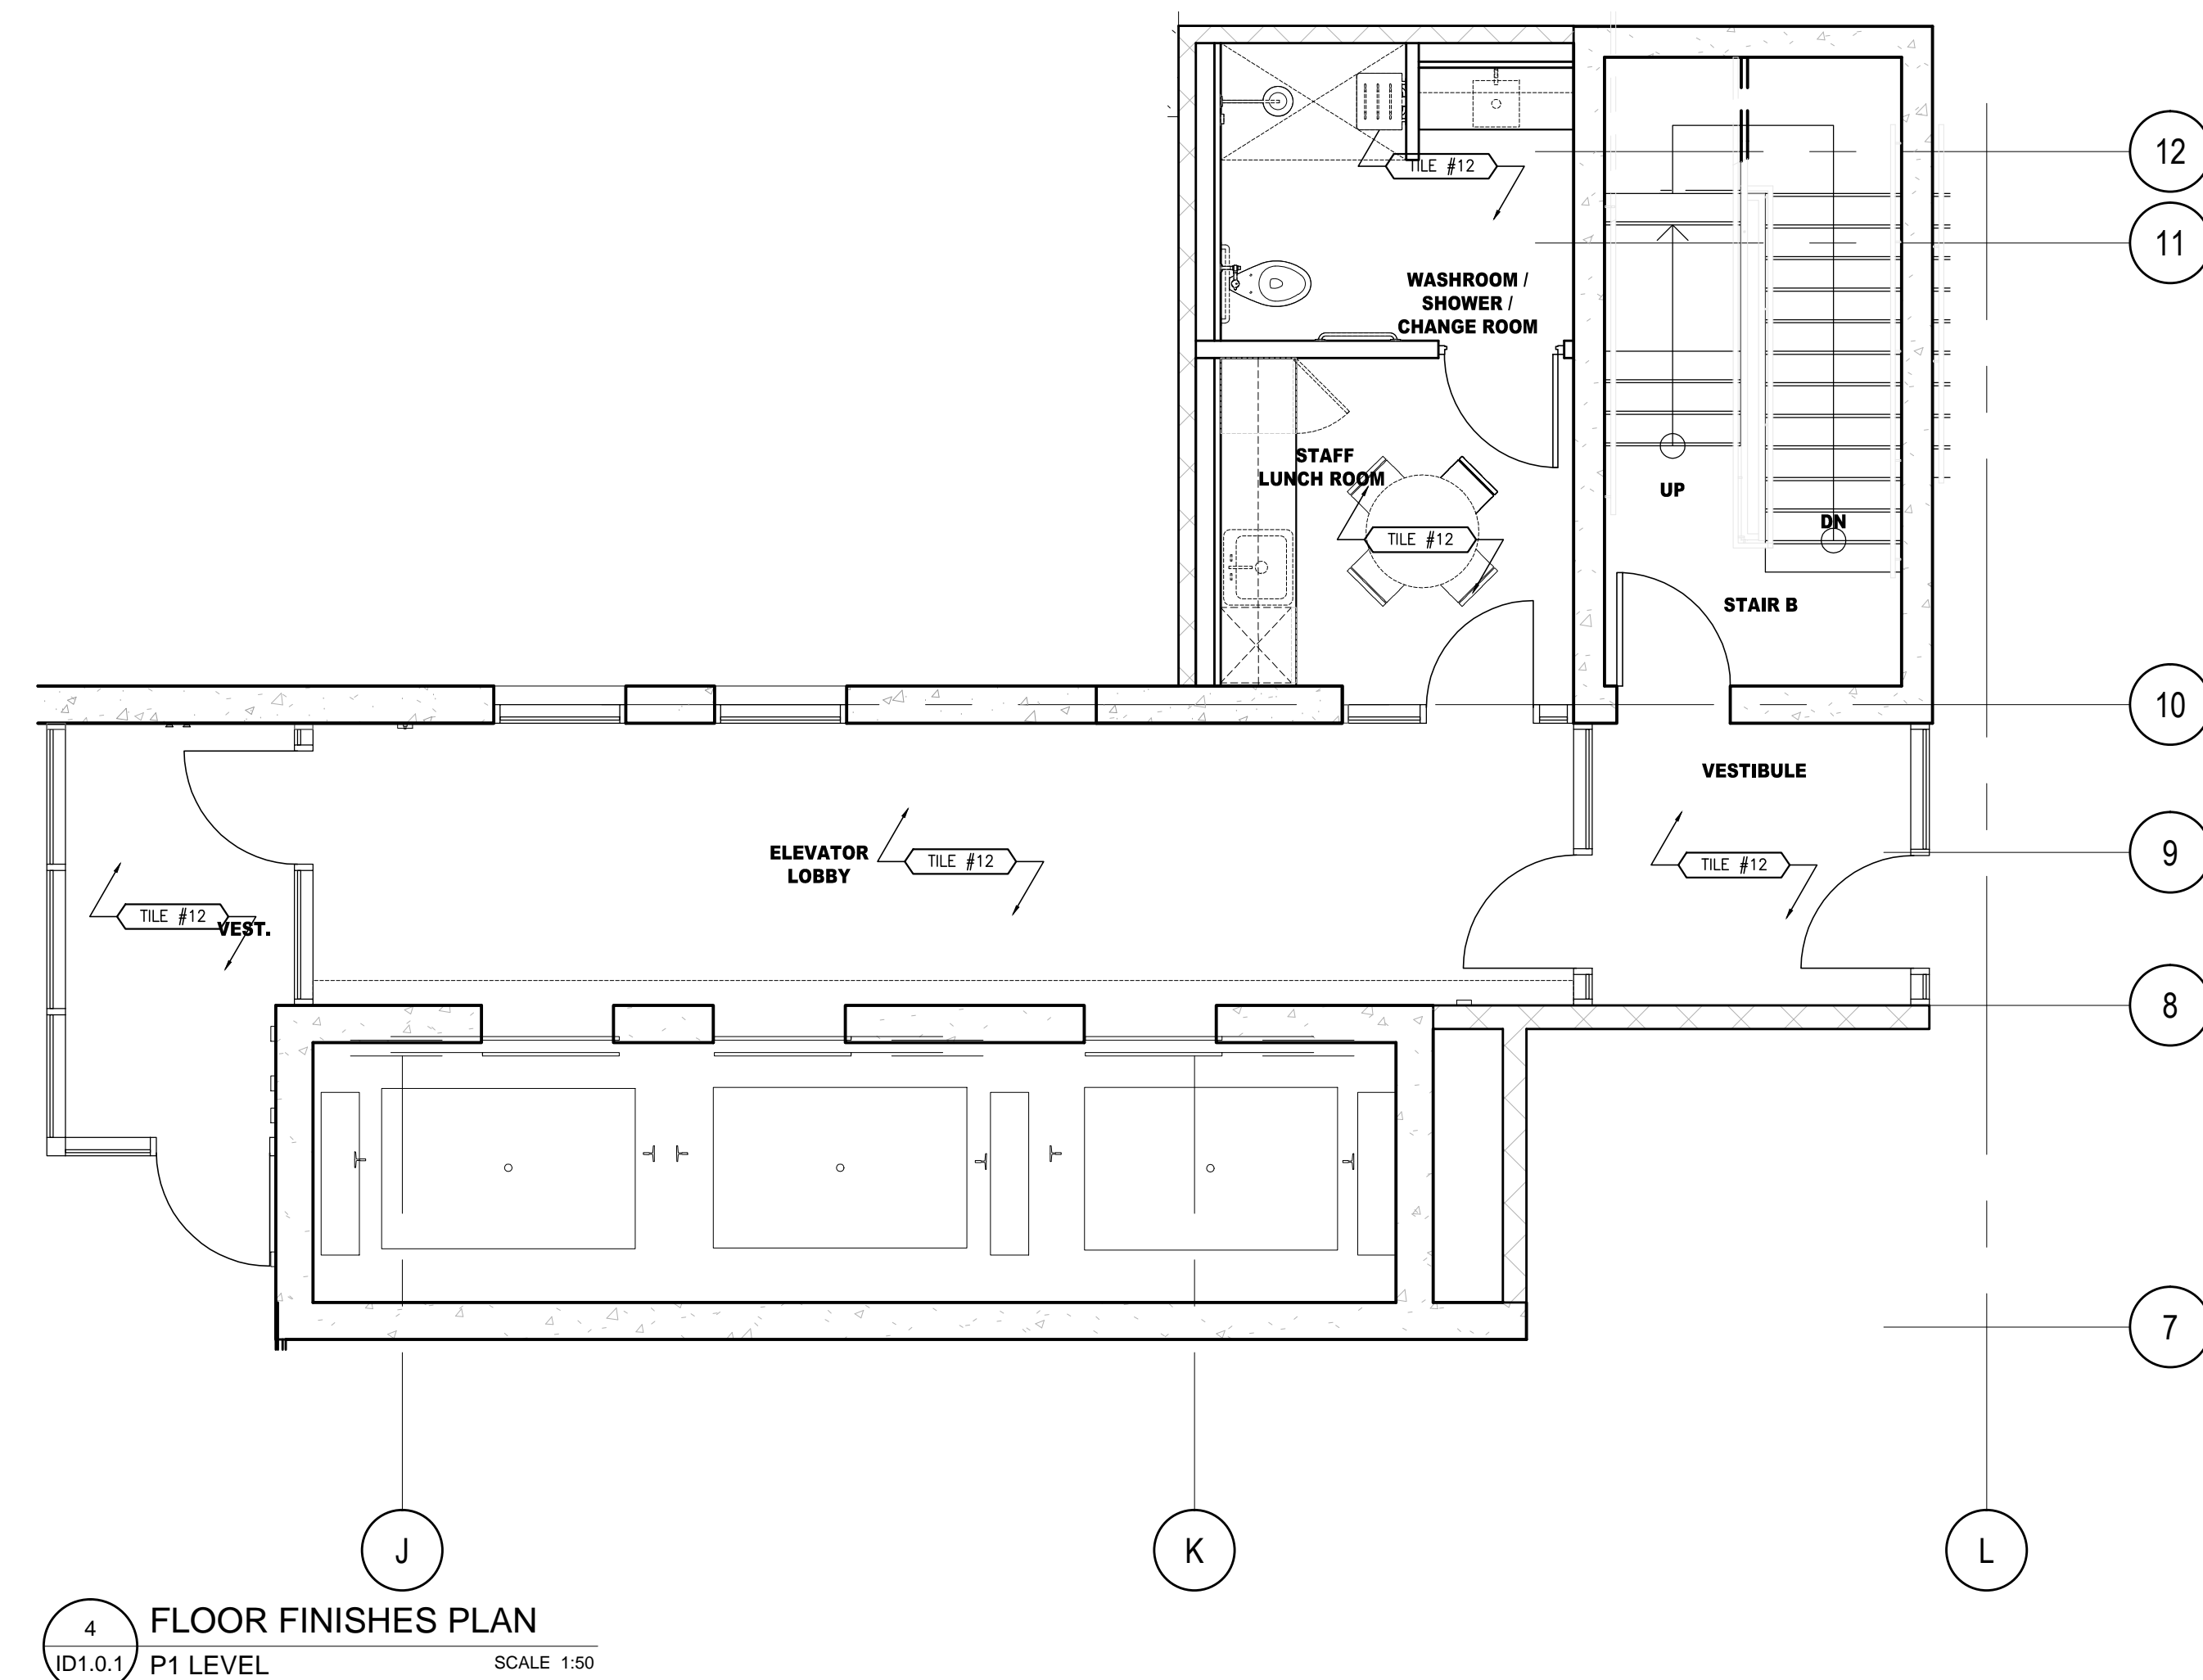 12
TILE #12
11
WASHROOM /
SHOWER /
CHANGE ROOM
STAFF
LUNCH ROOM
UP
DN
TILE #12
STAIR B
10
VESTIBULE
ELEVATOR
LOBBY
TILE #12
TILE #12
9
TILE #12
VEST.
8
7
J
K
L
4
ID1.0.1
FLOOR FINISHES PLAN
P1 LEVEL
SCALE 1:50